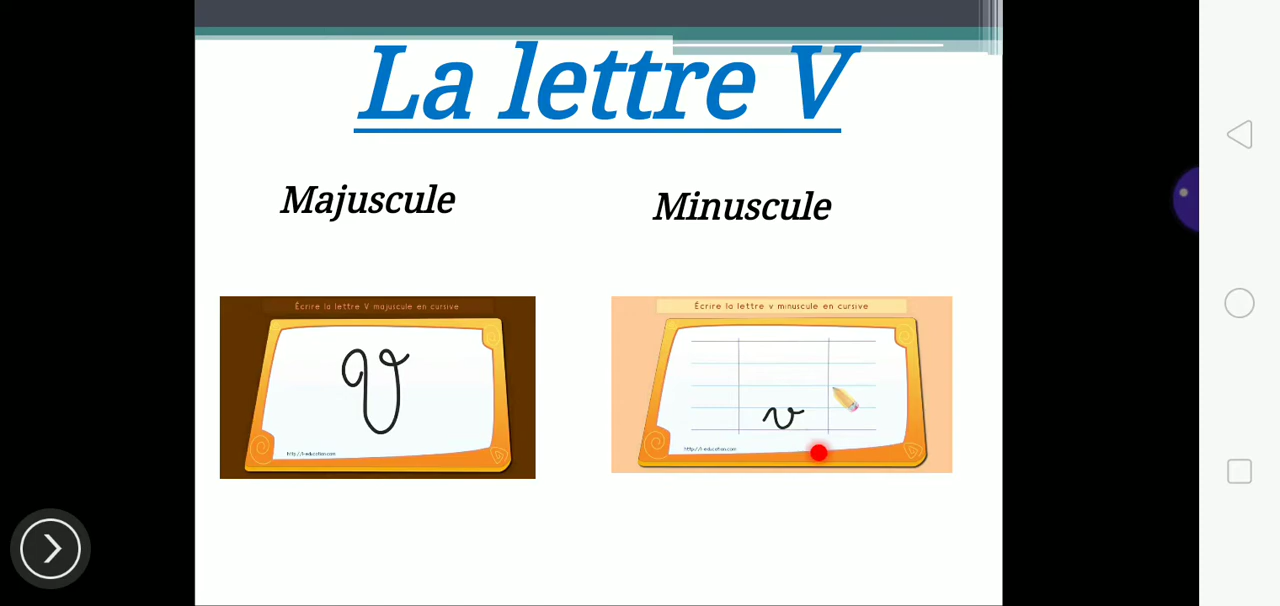 La lettre V
Majuscule
Minuscule
Écrire la lettre V majuscule en cursive
Écrire la lettre v minuscule en cursive
V
v